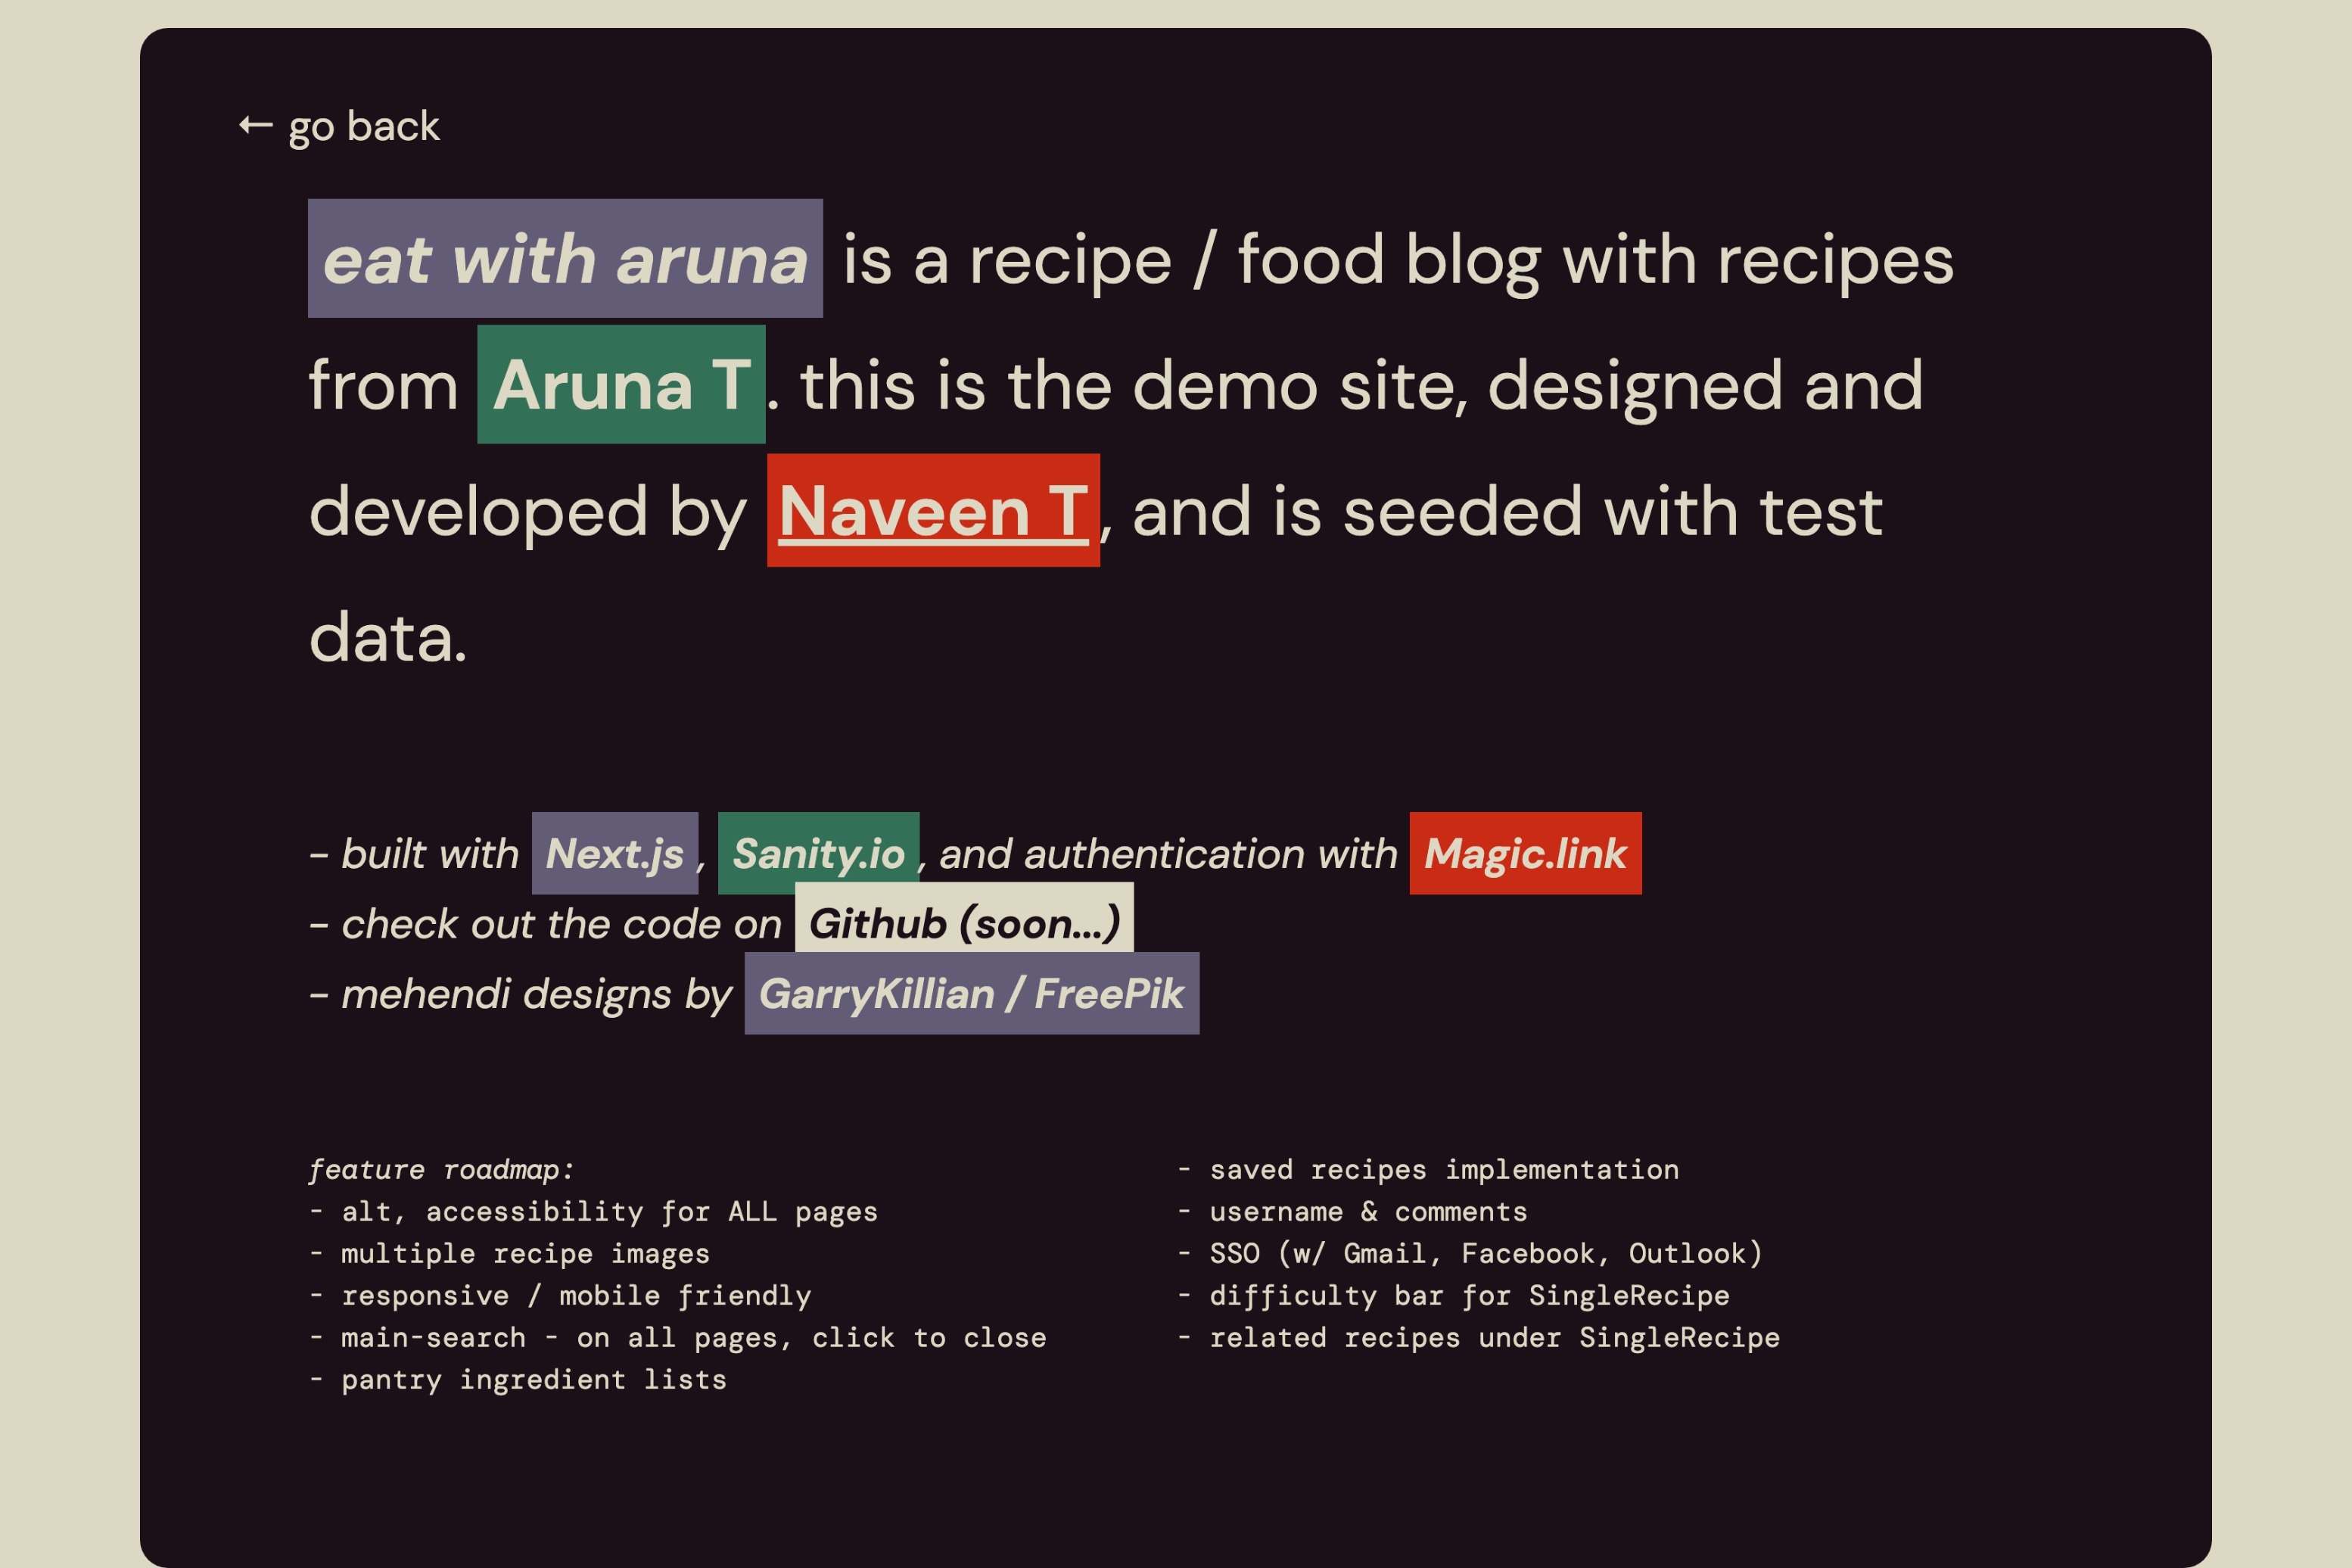 ← go back
eat with aruna is a recipe / food blog with recipes
from Aruna T. this is the demo site, designed and
developed by Naveen T, and is seeded with test
data.
- built with Next.js, Sanity.io, and authentication with Magic.link
- check out the code on Github (soon...)
- mehendi designs by GarryKillian / FreePik
feature roadmap:
- alt, accessibility for ALL pages
- multiple recipe images
- responsive / mobile friendly
- main-search - on all pages, click to close
- pantry ingredient lists
- saved recipes implementation
- username & comments
- SSO (w/ Gmail, Facebook, Outlook)
- difficulty bar for SingleRecipe
- related recipes under SingleRecipe